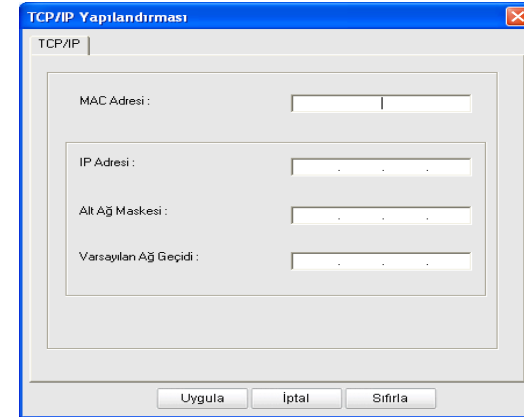 TCP/IP Yapılandırması
TCP/IP
MAC Adresi :
IP Adresi :
Alt Ağ Maskesi :
Varsayılan Ağ Geçidi :
Uygula İptal Sıfırla